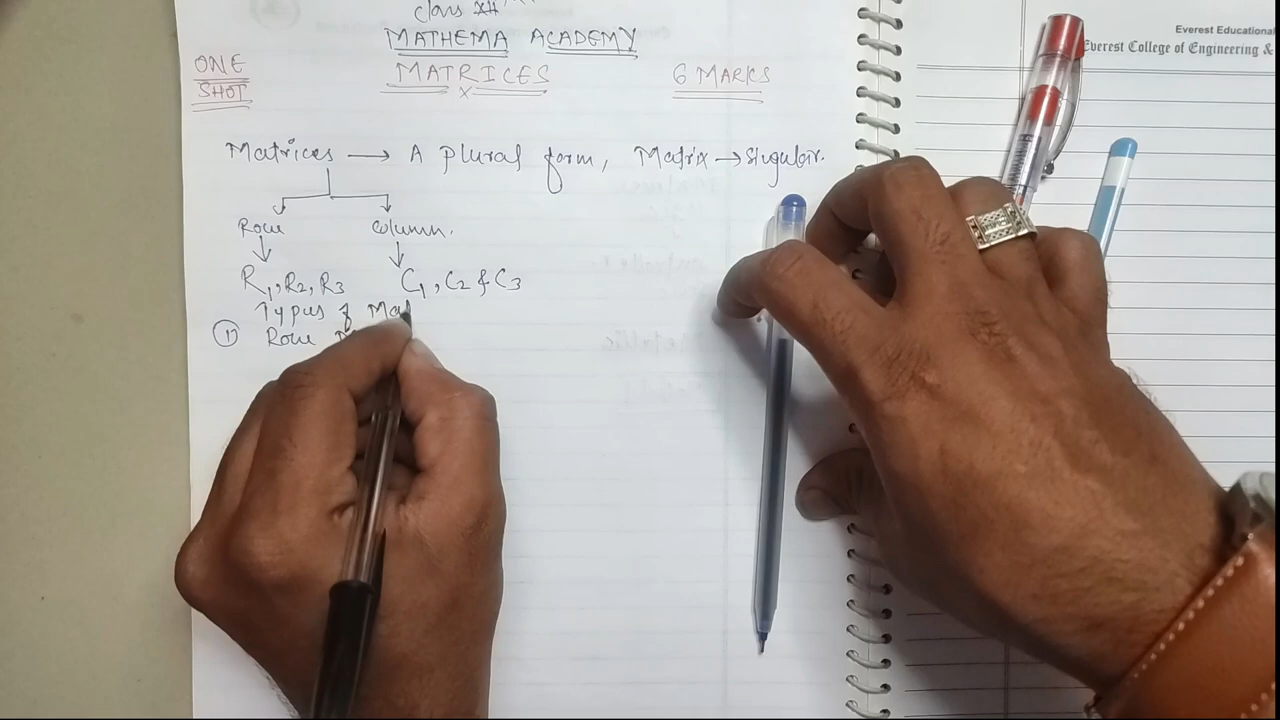 class XII
MATHEMA ACADEMY
ONE SHOT
MATRICES
6 MARKS
Matrices → A plural form, Matrix → Singular.
Row column.
R1, R2, R3 C1, C2 & C3
Types of Mat
① Row
Everest Educational
Everest College of Engineering &